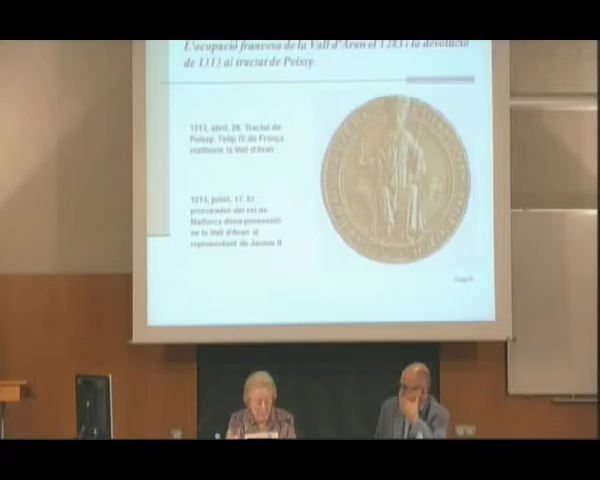 L'ocupació francesa de la Vall d'Aran el 1283 i la devolució
de 1313 al tractat de Poissy
1313, abril, 26. Tractat de
Poissy. Felip IV de França
restitueix la Vall d'Aran
1313, juliol, 17. El
procurador del rei de
Mallorca dóna possessió
de la Vall d'Aran al
representant de Jaume II